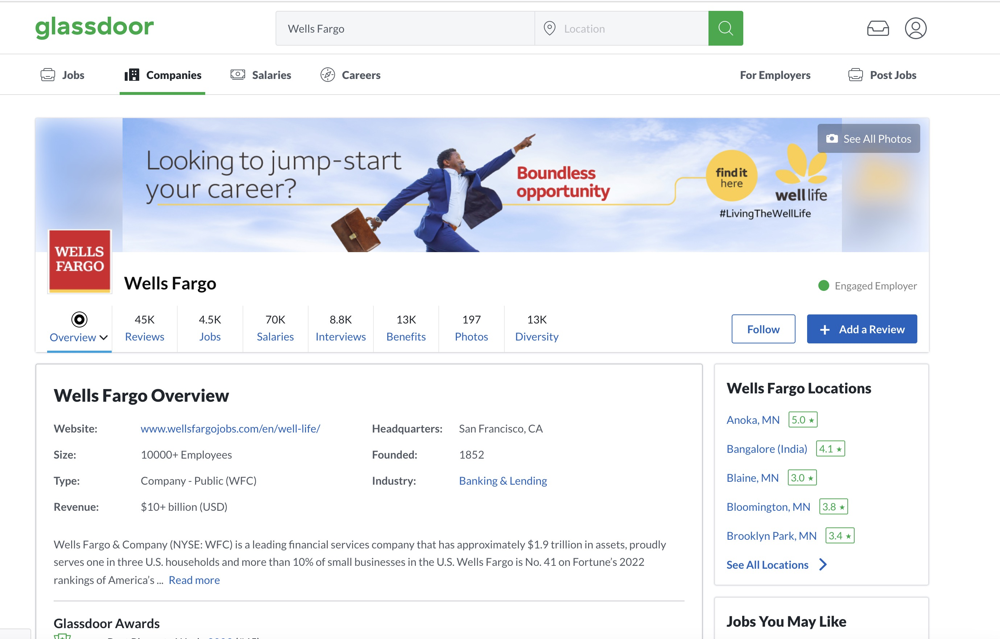 glassdoor
Wells Fargo
Location
Jobs
Companies
Salaries
Careers
For Employers
Post Jobs
Looking to jump-start
your career?
Boundless
opportunity
find it
here
well life
#LivingTheWellLife
See All Photos
WELLS
FARGO
Wells Fargo
Engaged Employer
Overview
45K
Reviews
4.5K
Jobs
70K
Salaries
8.8K
Interviews
13K
Benefits
197
Photos
13K
Diversity
Follow
+ Add a Review
Wells Fargo Overview
Website: www.wellsfargojobs.com/en/well-life/
Headquarters: San Francisco, CA
Size: 10000+ Employees
Founded: 1852
Type: Company - Public (WFC)
Industry: Banking & Lending
Revenue: $10+ billion (USD)
Wells Fargo & Company (NYSE: WFC) is a leading financial services company that has approximately $1.9 trillion in assets, proudly
serves one in three U.S. households and more than 10% of small businesses in the U.S. Wells Fargo is No. 41 on Fortune’s 2022
rankings of America’s ... Read more
Glassdoor Awards
Wells Fargo Locations
Anoka, MN 5.0 ★
Bangalore (India) 4.1 ★
Blaine, MN 3.0 ★
Bloomington, MN 3.8 ★
Brooklyn Park, MN 3.4 ★
See All Locations
Jobs You May Like